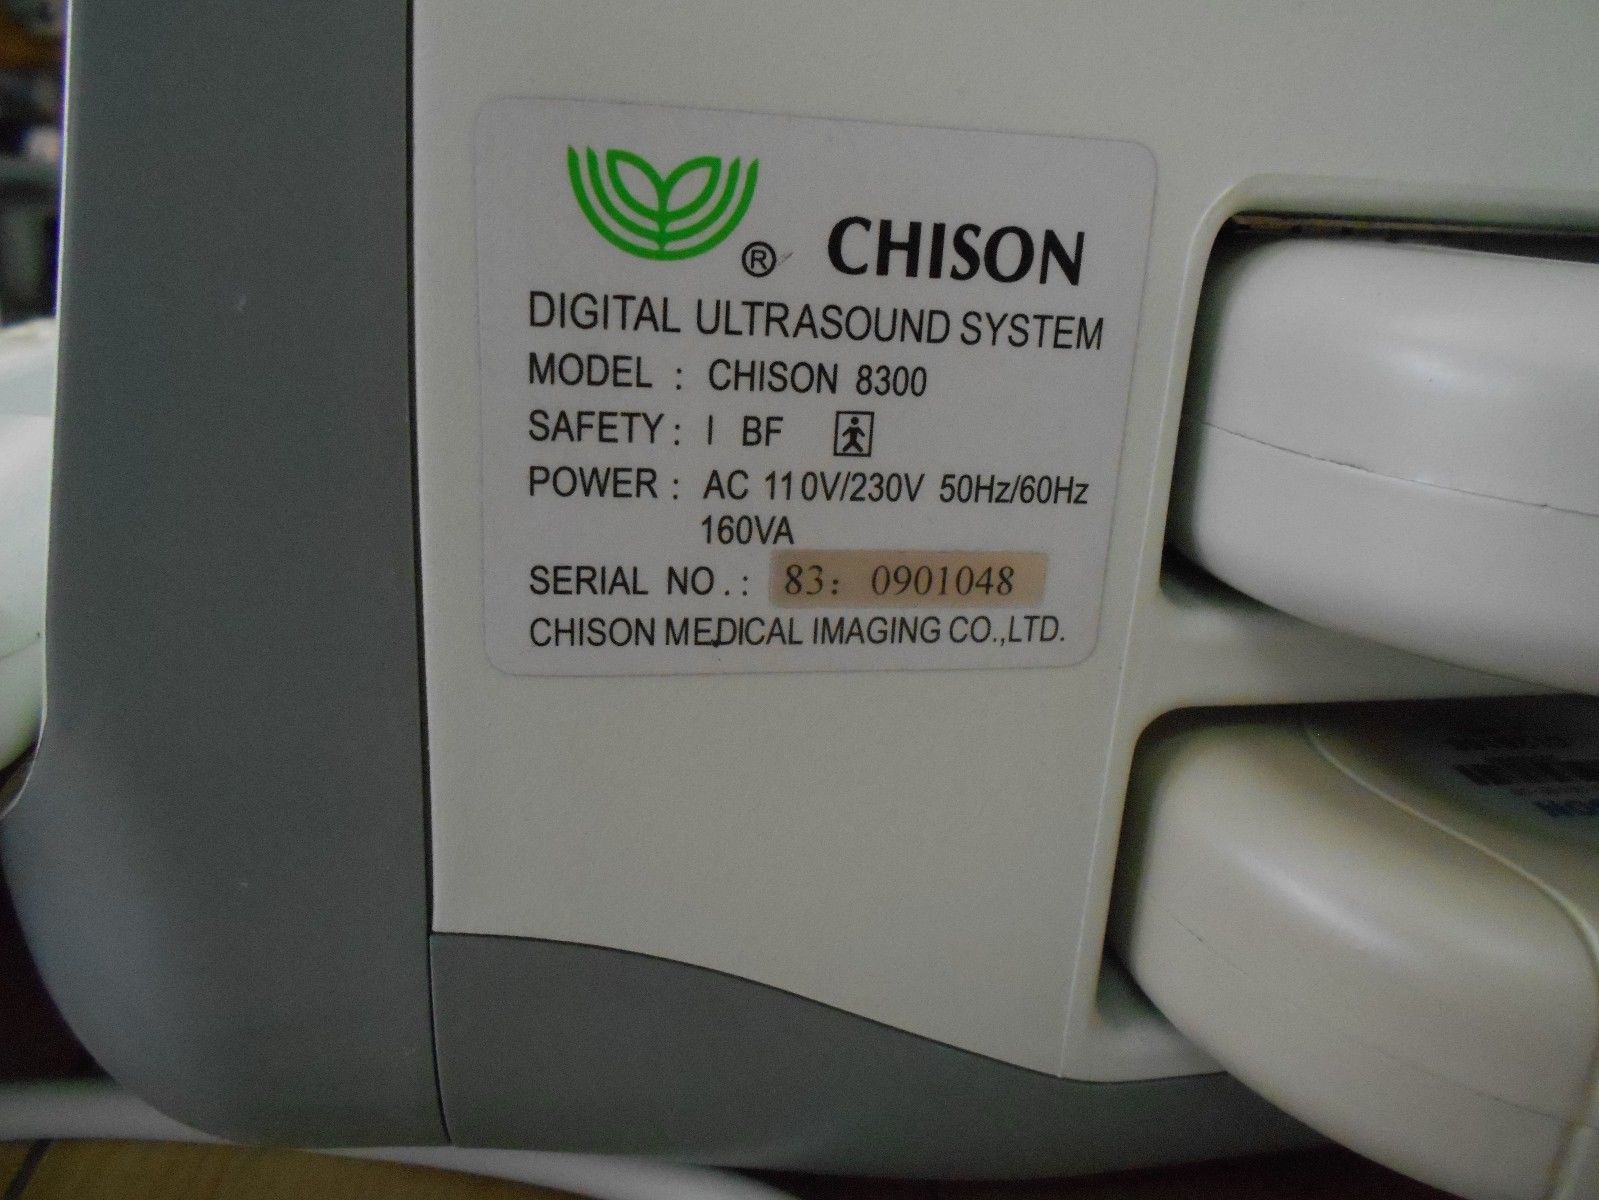 ® CHISON
DIGITAL ULTRASOUND SYSTEM
MODEL : CHISON 8300
SAFETY : I BF
POWER : AC 110V/230V 50Hz/60Hz
160VA
SERIAL NO. : 83: 0901048
CHISON MEDICAL IMAGING CO.,LTD.